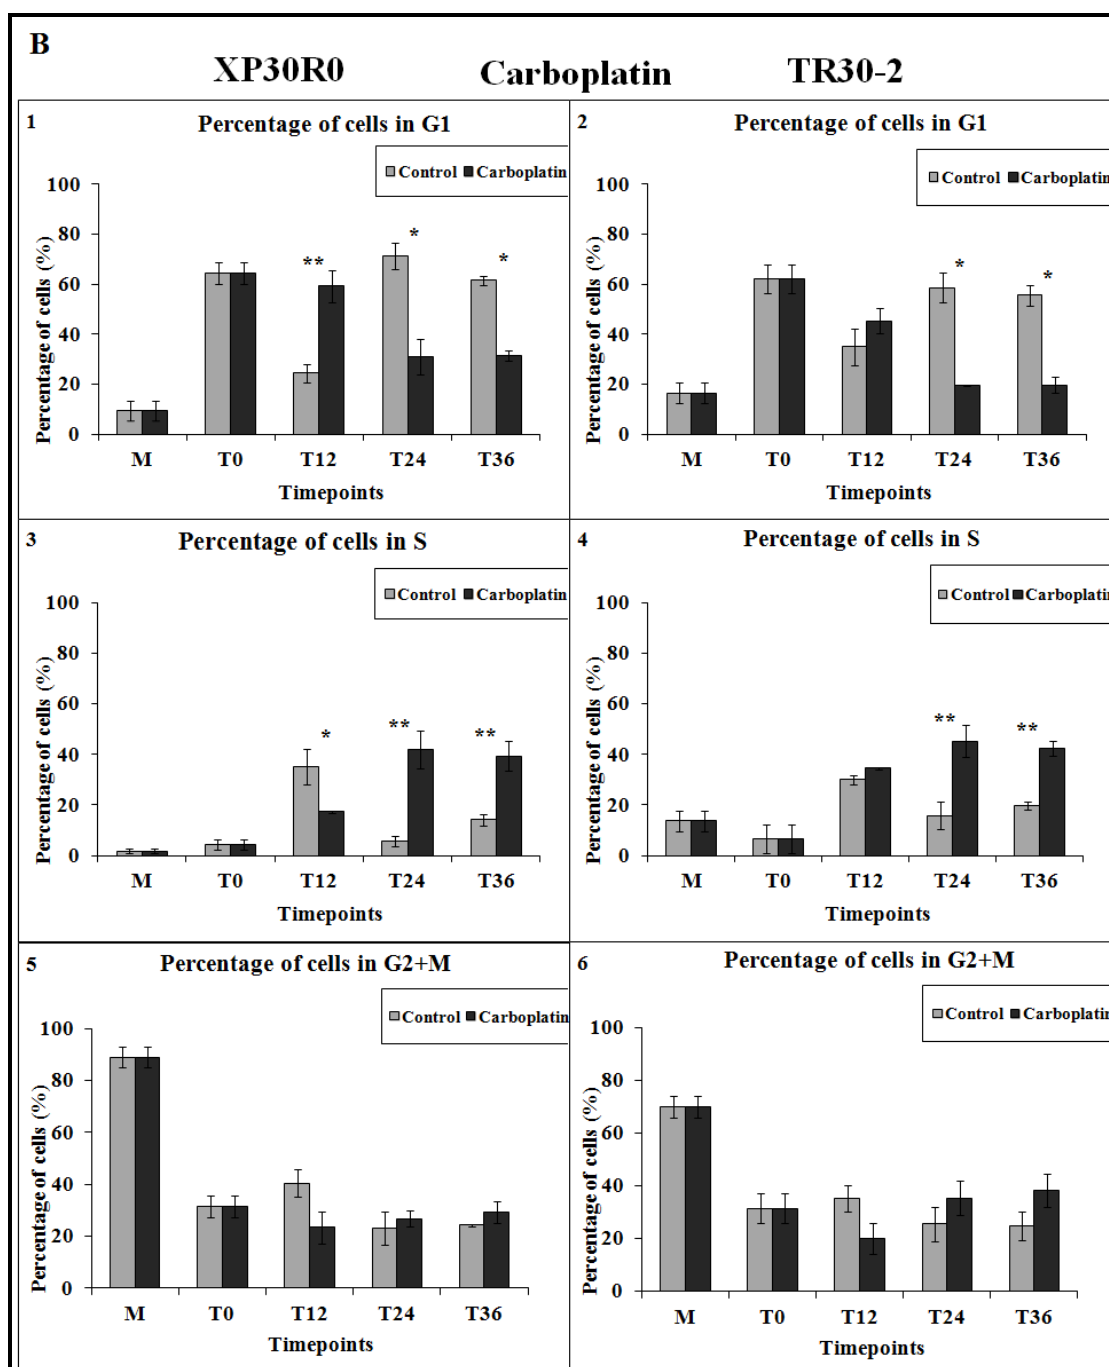 B
XP30R0 Carboplatin TR30-2
1 Percentage of cells in G1
Control Carboplatin
Percentage of cells (%)
100
80
60
40
20
0
** * *
M T0 T12 T24 T36
Timepoints
2 Percentage of cells in G1
Control Carboplatin
Percentage of cells (%)
100
80
60
40
20
0
* *
M T0 T12 T24 T36
Timepoints
3 Percentage of cells in S
Control Carboplatin
Percentage of cells (%)
100
80
60
40
20
0
* ** **
M T0 T12 T24 T36
Timepoints
4 Percentage of cells in S
Control Carboplatin
Percentage of cells (%)
100
80
60
40
20
0
** **
M T0 T12 T24 T36
Timepoints
5 Percentage of cells in G2+M
Control Carboplatin
Percentage of cells (%)
100
80
60
40
20
0
M T0 T12 T24 T36
Timepoints
6 Percentage of cells in G2+M
Control Carboplatin
Percentage of cells (%)
100
80
60
40
20
0
M T0 T12 T24 T36
Timepoints